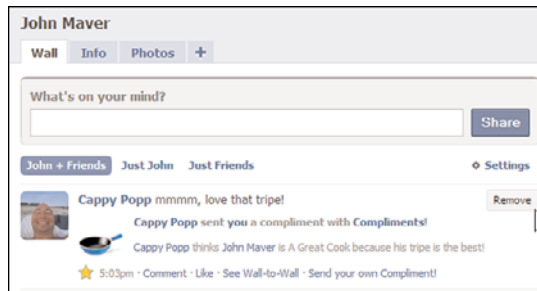 John Maver
Wall Info Photos +
What's on your mind?
Share
John + Friends Just John Just Friends Settings
Cappy Popp mmmm, love that tripe! Remove
Cappy Popp sent you a compliment with Compliments!
Cappy Popp thinks John Maver is A Great Cook because his tripe is the best!
5:03pm · Comment · Like · See Wall-to-Wall · Send your own Compliment!